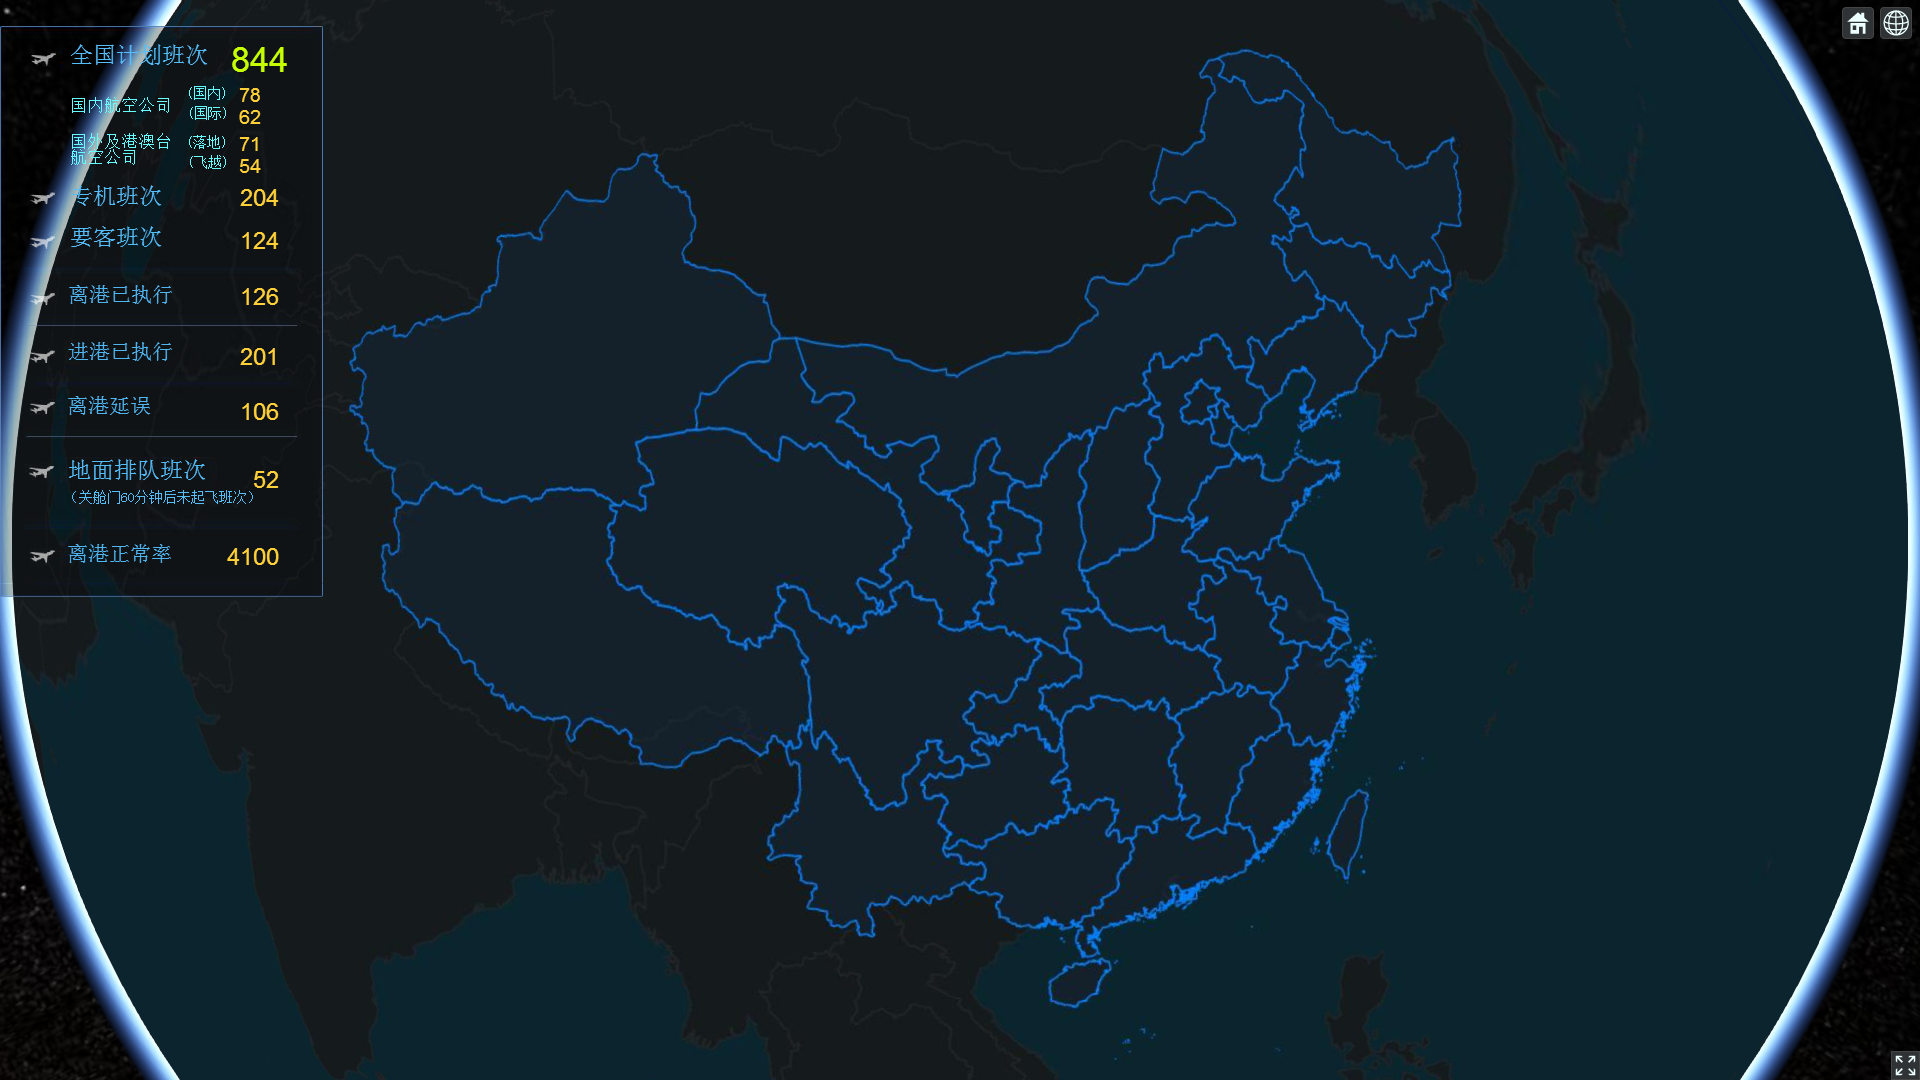 全国计划班次 844
国内航空公司 (国内) 78
(国际) 62
国外及港澳台 (落地) 71
航空公司 (飞越) 54
专机班次 204
要客班次 124
离港已执行 126
进港已执行 201
离港延误 106
地面排队班次 52
（关舱门60分钟后未起飞班次）
离港正常率 4100